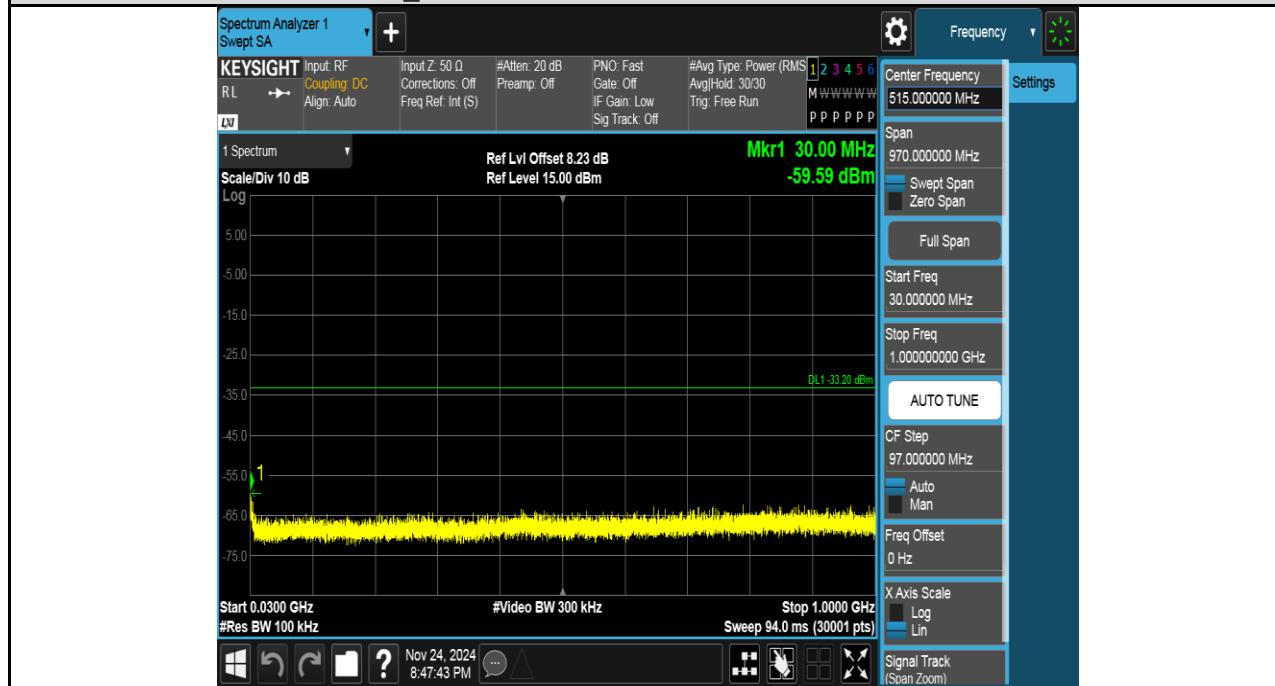 Spectrum Analyzer 1
Swept SA
+
Frequency
KEYSIGHT
RL
LXI
Input: RF
Coupling: DC
Align: Auto
Input Z: 50 Ω
Corrections: Off
Freq Ref: Int (S)
#Atten: 20 dB
Preamp: Off
PNO: Fast
Gate: Off
IF Gain: Low
Sig Track: Off
#Avg Type: Power (RMS
Avg|Hold: 30/30
Trig: Free Run
1 2 3 4 5 6
M W W W W W
P P P P P P
1 Spectrum
Scale/Div 10 dB
Ref Lvl Offset 8.23 dB
Ref Level 15.00 dBm
Mkr1 30.00 MHz
-59.59 dBm
Log
5.00
-5.00
-15.0
-25.0
-35.0
-45.0
-55.0
-65.0
-75.0
DL1 -33.20 dBm
1
Start 0.0300 GHz
#Res BW 100 kHz
#Video BW 300 kHz
Stop 1.0000 GHz
Sweep 94.0 ms (30001 pts)
Center Frequency
515.000000 MHz
Settings
Span
970.000000 MHz
Swept Span
Zero Span
Full Span
Start Freq
30.000000 MHz
Stop Freq
1.000000000 GHz
AUTO TUNE
CF Step
97.000000 MHz
Auto
Man
Freq Offset
0 Hz
X Axis Scale
Log
Lin
Signal Track
(Span Zoom)
?
Nov 24, 2024
8:47:43 PM